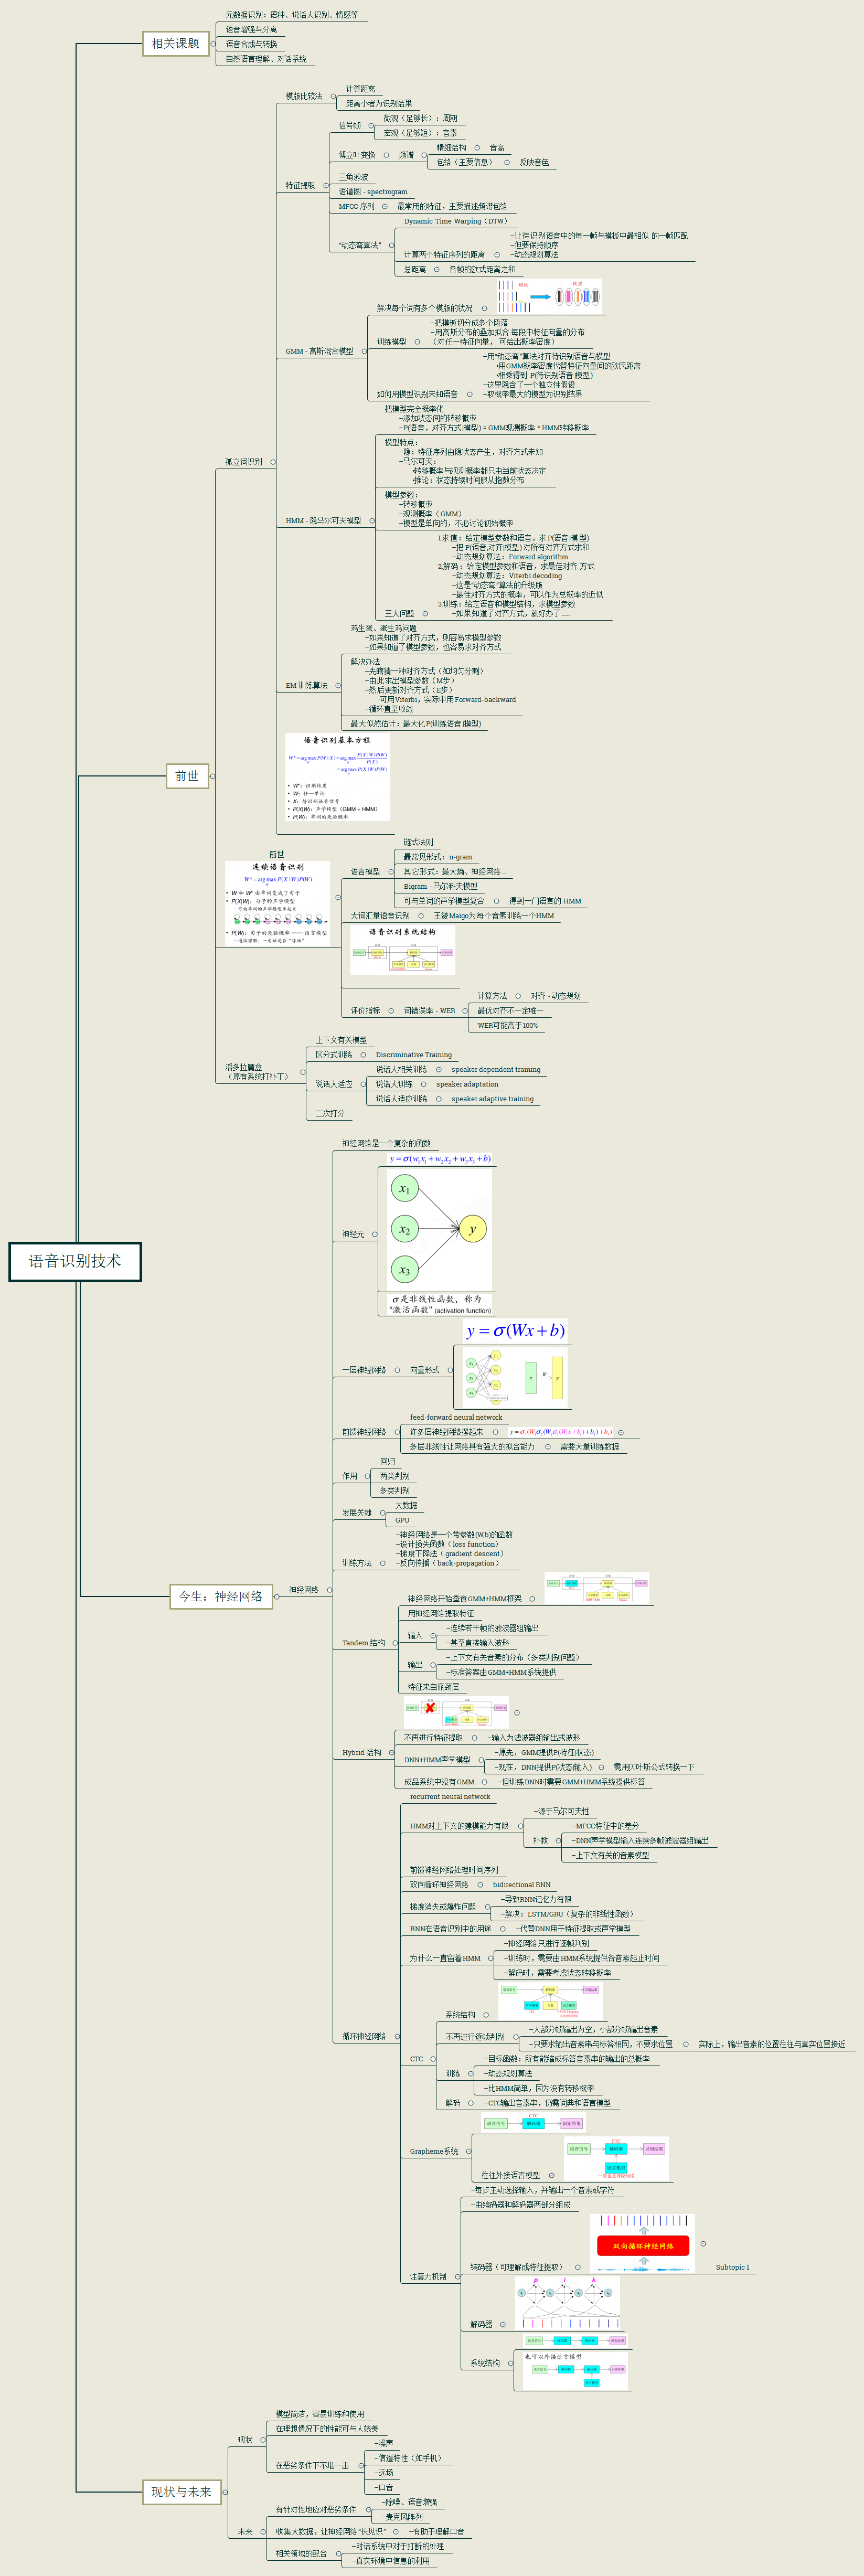 相关课题
元数据识别：语种、说话人识别、情感等
语音增强与分离
语音合成与转换
自然语言理解、对话系统
语音识别技术
前世
孤立词识别
模版比较法
计算距离
距离小者为识别结果
特征提取
信号帧
微观（足够长）：周期
宏观（足够短）：音素
傅立叶变换
频谱
精细结构
音高
包络（主要信息）
反映音色
三角滤波
语谱图 - spectrogram
MFCC 序列
最常用的特征，主要描述频谱包络
“动态弯算法”
Dynamic Time Warping（DTW）
计算两个特征序列的距离
–让待识别语音中的每一帧与模板中最相似 的一帧匹配
–但要保持顺序
–动态规划算法
总距离
各帧的欧式距离之和
GMM - 高斯混合模型
解决每个词有多个模版的状况
模板
模型
训练模型
–把模板切分成多个段落
–用高斯分布的叠加拟合 每段中特征向量的分布
（对任一特征向量， 可给出概率密度）
如何用模型识别未知语音
–用“动态弯”算法对齐待识别语音与模型
•用GMM概率密度代替特征向量间的欧氏距离
•相乘得到 P(待识别语音|模型)
–这里隐含了一个独立性假设
–取概率最大的模型为识别结果
HMM - 隐马尔可夫模型
把模型完全概率化
–添加状态间的转移概率
–P(语音，对齐方式|模型) = GMM观测概率 * HMM转移概率
模型特点：
–隐：特征序列由隐状态产生，对齐方式未知
–马尔可夫：
•转移概率与观测概率都只由当前状态决定
•推论：状态持续时间服从指数分布
模型参数：
–转移概率
–观测概率（GMM）
–模型是单向的，不必讨论初始概率
三大问题
1.求值：给定模型参数和语音，求 P(语音|模 型)
–把 P(语音,对齐|模型) 对所有对齐方式求和
–动态规划算法：Forward algorithm
2.解码：给定模型参数和语音，求最佳对齐 方式
–动态规划算法：Viterbi decoding
–这是“动态弯”算法的升级版
–最佳对齐方式的概率，可以作为总概率的近似
3.训练：给定语音和模型结构，求模型参数
–如果知道了对齐方式，就好办了……
EM 训练算法
鸡生蛋、蛋生鸡问题
–如果知道了对齐方式，则容易求模型参数
–如果知道了模型参数，也容易求对齐方式
解决办法
–先瞎猜一种对齐方式（如均匀分割）
–由此求出模型参数（M步）
–然后更新对齐方式（E步）
可用Viterbi，实际中用Forward-backward
–循环直至收敛
最大似然估计：最大化 P(训练语音|模型)
语音识别基本方程
W* = arg max P(W|X) = arg max P(X|W)P(W) / P(X)
= arg max P(X|W)P(W)
• W*：识别结果
• W：任一单词
• X：待识别语音信号
• P(X|W)：声学模型（GMM + HMM）
• P(W)：单词的先验概率
前世
连续语音识别
W* = arg max P(X|W)P(W)
• W 和 W* 由单词变成了句子
• P(X|W)：句子的声学模型
– 可由单词的声学模型串起来
• P(W)：句子的先验概率 —— 语言模型
– 通俗理解：一句话是否“像话”
语言模型
链式法则
最常见形式：n-gram
其它形式：最大熵、神经网络…
Bigram - 马尔科夫模型
可与单词的声学模型复合
得到一门语言的 HMM
大词汇量语音识别
王赟 Maigo为每个音素训练一个HMM
语音识别系统结构
评价指标
词错误率 - WER
计算方法
对齐 - 动态规划
最优对齐不一定唯一
WER可能高于100%
潘多拉魔盒
（原有系统打补丁）
上下文有关模型
区分式训练
Discriminative Training
说话人适应
说话人相关训练
speaker dependent training
说话人训练
speaker adaptation
说话人适应训练
speaker adaptive training
二次打分
今生：神经网络
神经网络
神经网络是一个复杂的函数
神经元
y = σ(w₁x₁ + w₂x₂ + w₃x₃ + b)
x₁
x₂
x₃
y
σ是非线性函数，称为
“激活函数” (activation function)
一层神经网络
向量形式
y = σ(Wx + b)
前馈神经网络
feed-forward neural network
许多层神经网络摞起来
y = σ₃(W₃σ₂(W₂σ₁(W₁x + b₁) + b₂) + b₃)
多层非线性让网络具有强大的拟合能力
需要大量训练数据
作用
回归
两类判别
多类判别
发展关键
大数据
GPU
训练方法
–神经网络是一个带参数(W,b)的函数
–设计损失函数（loss function）
–梯度下降法（gradient descent）
–反向传播（back-propagation）
Tandem 结构
神经网络开始蚕食GMM+HMM框架
用神经网络提取特征
输入
–连续若干帧的滤波器组输出
–甚至直接输入波形
输出
–上下文有关音素的分布（多类判别问题）
–标准答案由GMM+HMM系统提供
特征来自瓶颈层
Hybrid 结构
不再进行特征提取
–输入为滤波器组输出或波形
DNN+HMM声学模型
–原先，GMM提供P(特征|状态)
–现在，DNN提供P(状态|输入)
需用贝叶斯公式转换一下
成品系统中没有GMM
–但训练DNN时需要GMM+HMM系统提供标答
循环神经网络
recurrent neural network
HMM对上下文的建模能力有限
–源于马尔可夫性
补救
–MFCC特征中的差分
–DNN声学模型输入连续多帧滤波器组输出
–上下文有关的音素模型
前馈神经网络处理时间序列
双向循环神经网络
bidirectional RNN
梯度消失或爆炸问题
–导致RNN记忆力有限
–解决：LSTM/GRU（复杂的非线性函数）
RNN在语音识别中的用途
–代替DNN用于特征提取或声学模型
为什么一直留着HMM
–神经网络只进行逐帧判别
–训练时，需要由HMM系统提供各音素起止时间
–解码时，需要考虑状态转移概率
CTC
系统结构
不再进行逐帧判别
–大部分帧输出为空，小部分帧输出音素
–只要求输出音素串与标答相同，不要求位置
实际上，输出音素的位置往往与真实位置接近
训练
–目标函数：所有能缩成标答音素串的输出的总概率
–动态规划算法
–比HMM简单，因为没有转移概率
解码
–CTC输出音素串，仍需词典和语言模型
Grapheme系统
CTC
语音信号
解码器
识别结果
往往外接语言模型
CTC
语音信号
解码器
识别结果
语言模型
注意力机制
–每步主动选择输入，并输出一个音素或字符
–由编码器和解码器两部分组成
编码器（可理解成特征提取）
双向循环神经网络
Subtopic 1
解码器
p
i
k
系统结构
语音信号
编码器
解码器
识别结果
也可以外接语言模型
现状与未来
现状
模型简洁，容易训练和使用
在理想情况下的性能可与人媲美
在恶劣条件下不堪一击
–噪声
–信道特性（如手机）
–远场
–口音
未来
有针对性地应对恶劣条件
–除噪、语音增强
–麦克风阵列
收集大数据，让神经网络“长见识”
–有助于理解口音
相关领域的配合
–对话系统中对于打断的处理
–真实环境中信息的利用